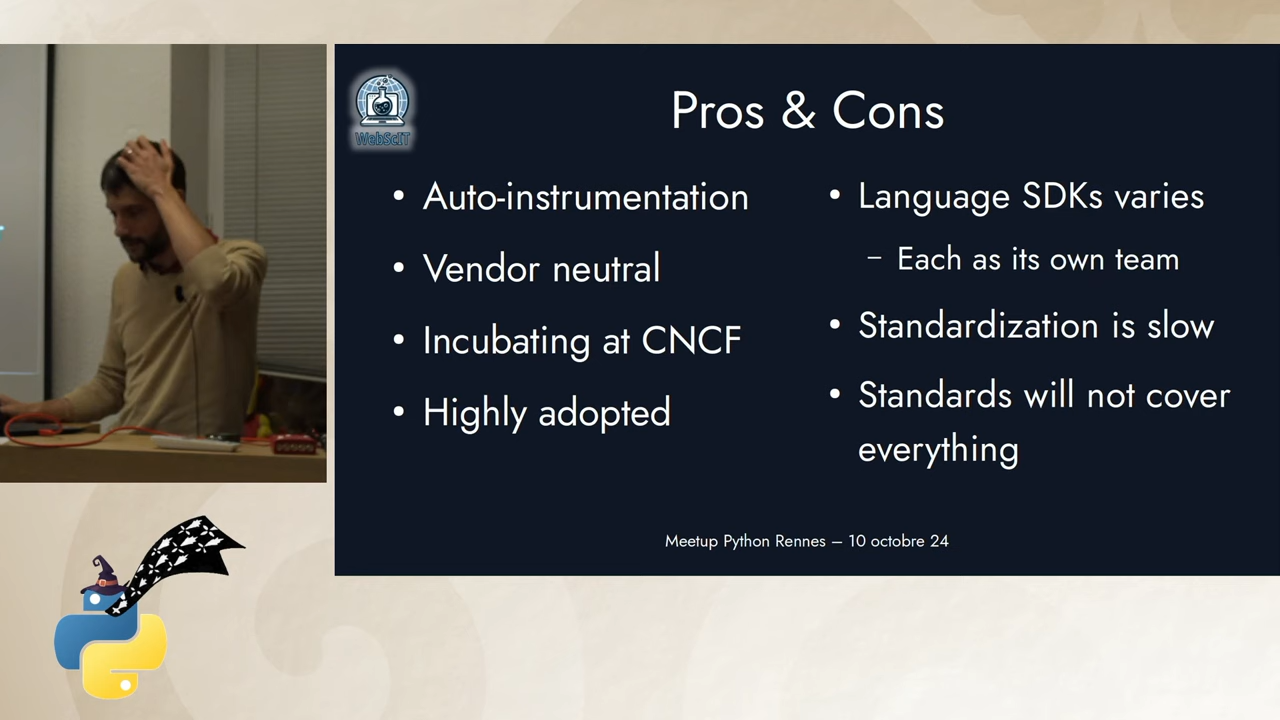 WebScIT
Pros & Cons
• Auto-instrumentation
• Vendor neutral
• Incubating at CNCF
• Highly adopted
• Language SDKs varies
– Each as its own team
• Standardization is slow
• Standards will not cover
everything
Meetup Python Rennes – 10 octobre 24